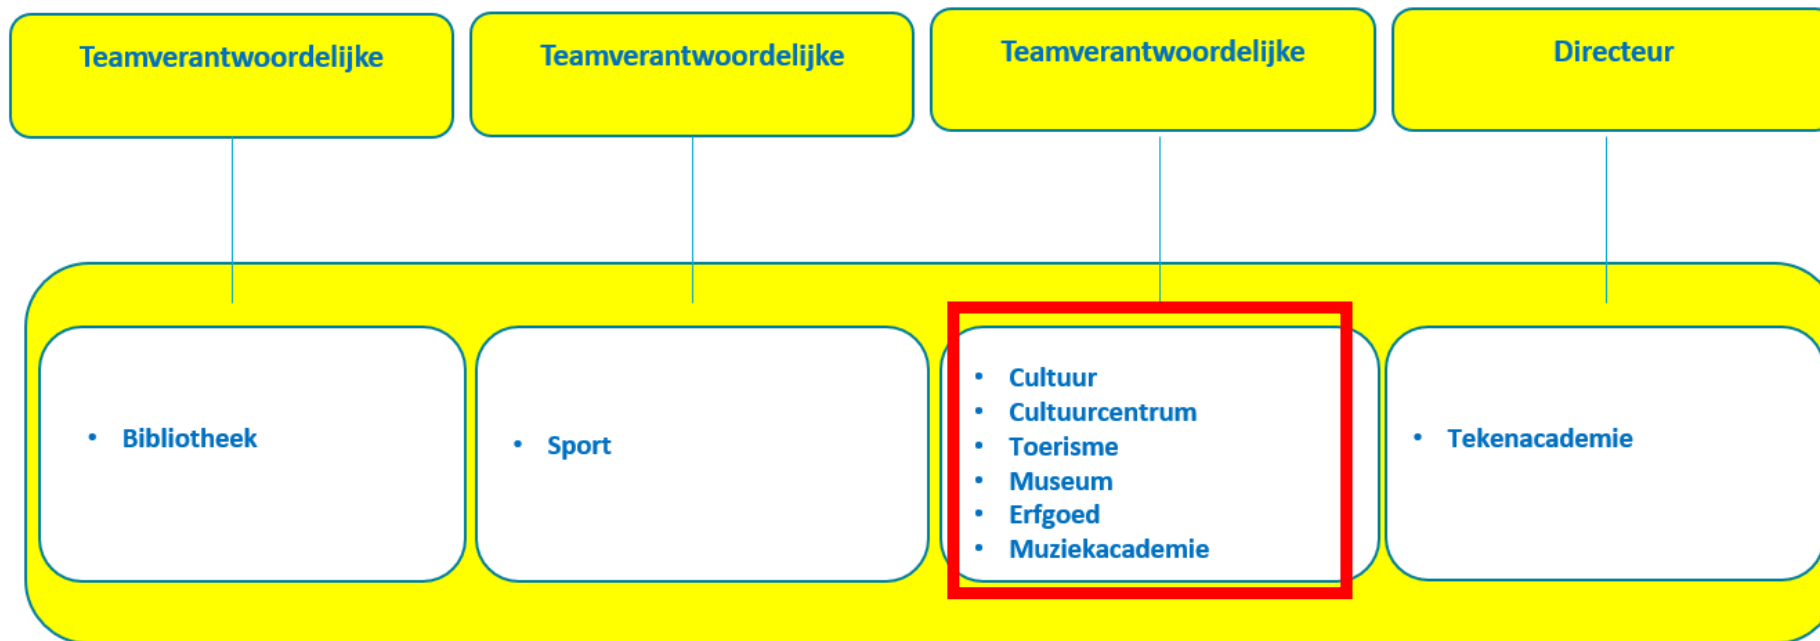 Teamverantwoordelijke
Teamverantwoordelijke
Teamverantwoordelijke
Directeur
• Bibliotheek
• Sport
• Cultuur
• Cultuurcentrum
• Toerisme
• Museum
• Erfgoed
• Muziekacademie
• Tekenacademie